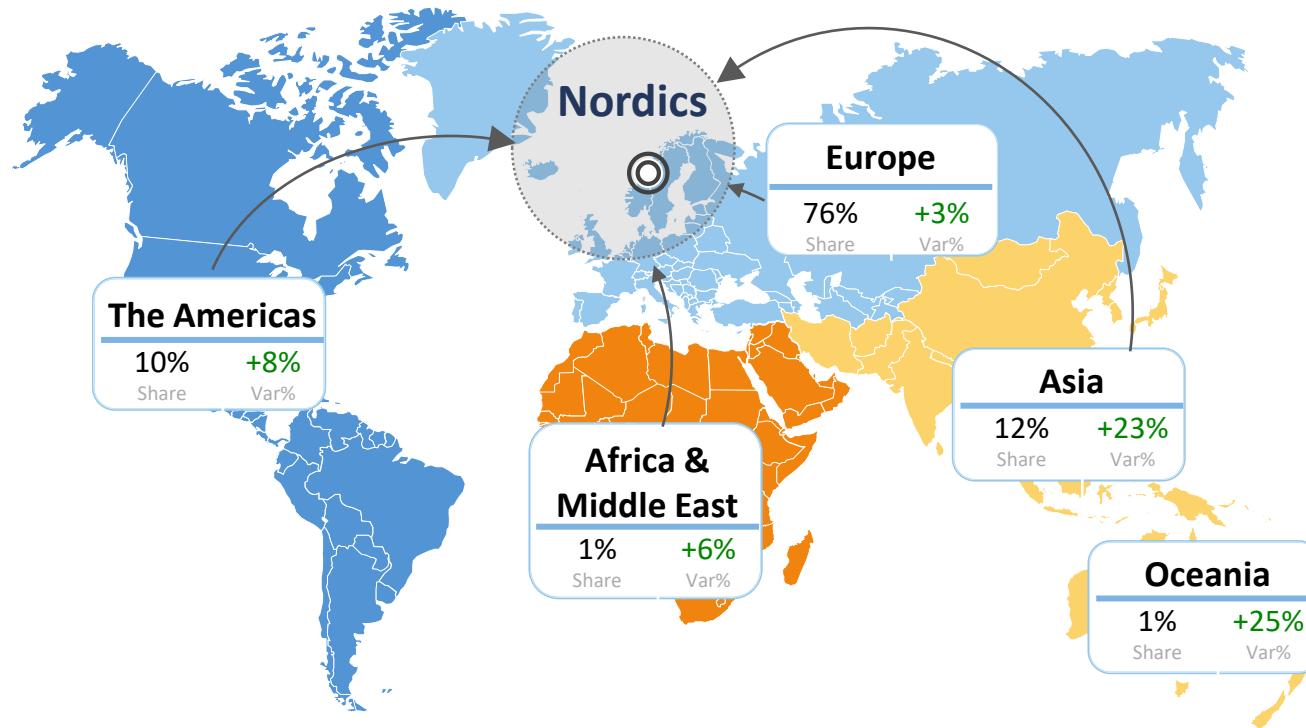 Nordics
Europe
76% +3%
Share Var%
The Americas
10% +8%
Share Var%
Asia
12% +23%
Share Var%
Africa &
Middle East
1% +6%
Share Var%
Oceania
1% +25%
Share Var%